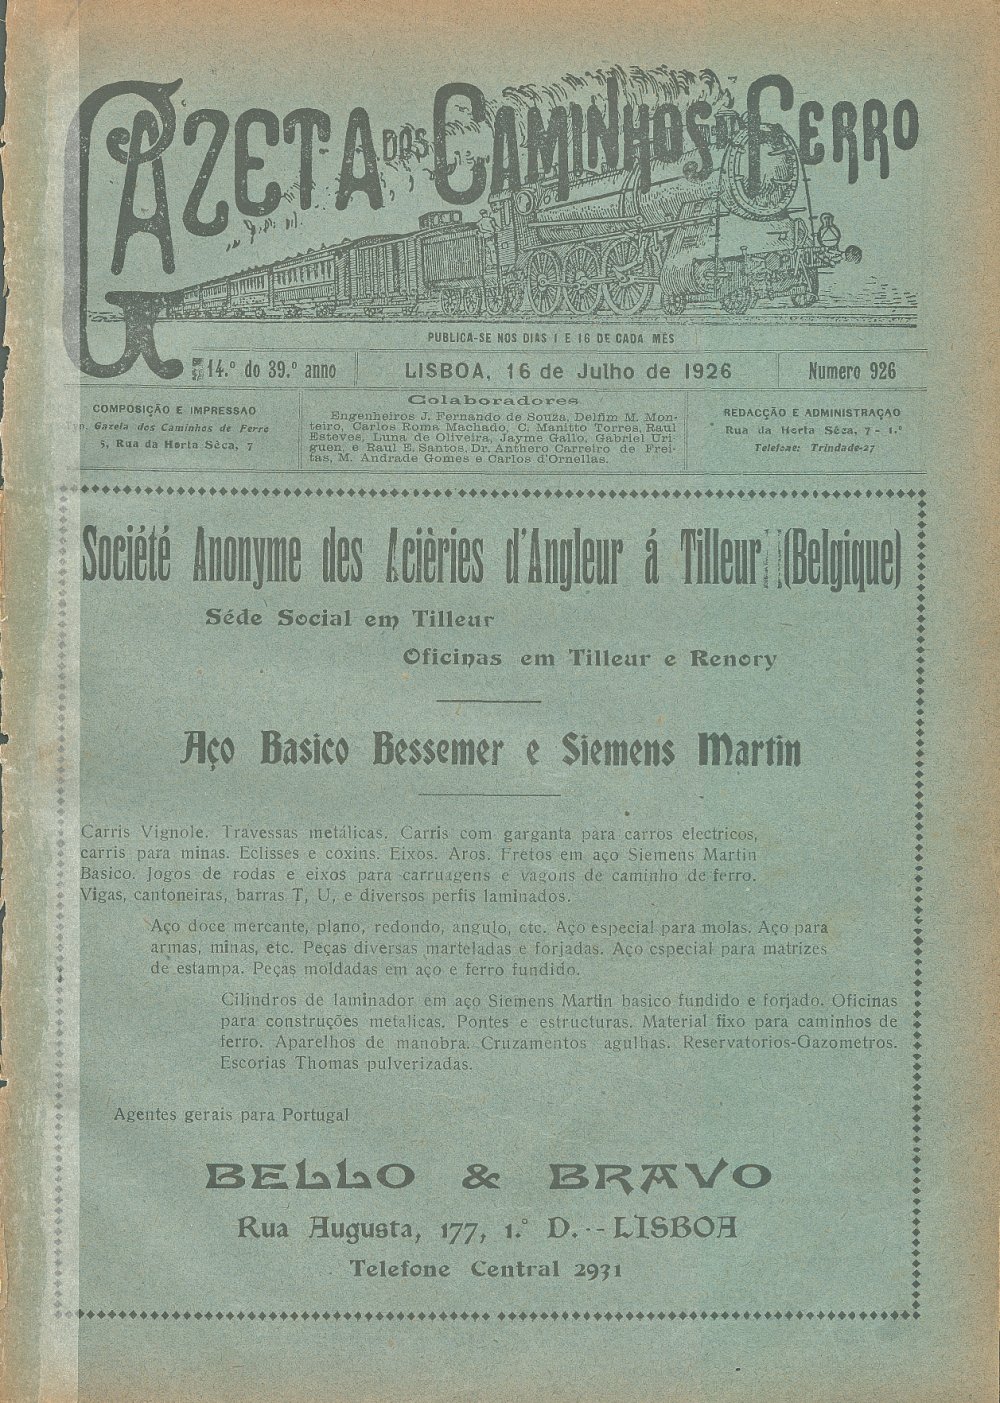 GAZETA DOS CAMINHOS DE FERRO
PUBLICA-SE NOS DIAS 1 E 16 DE CADA MÊS
14.º do 39.º anno
LISBOA, 16 de Julho de 1926
Numero 926
COMPOSIÇÃO E IMPRESSÃO
Gazeta dos Caminhos de Ferro
5, Rua da Horta Sêca, 7
Colaboradores
Engenheiros J. Fernando de Souza, Delfim M. Mon-
teiro, Carlos Roma Machado, C. Manitto Torres, Raul
Esteves, Luna de Oliveira, Jayme Gallo, Gabriel Uri-
guen, e Raul E. Santos, Dr. Anthero Carreiro de Frei-
tas, M. Andrade Gomes e Carlos d'Ornellas.
REDACÇÃO E ADMINISTRAÇAO
Rua da Horta Sêca, 7 - 1.º
Telefone: Trindade-27
Société Anonyme des Acièries d'Angleur á Tilleur (Belgique)
Séde Social em Tilleur
Oficinas em Tilleur e Renory
Aço Basico Bessemer e Siemens Martin
Carris Vignole. Travessas metálicas. Carris com garganta para carros electricos,
carris para minas. Eclisses e coxins. Eixos. Aros. Fretos em aço Siemens Martin
Basico. Jogos de rodas e eixos para carruagens e vagons de caminho de ferro.
Vigas, cantoneiras, barras T, U, e diversos perfis laminados.
Aço doce mercante, plano, redondo, angulo, etc. Aço especial para molas. Aço para
armas, minas, etc. Peças diversas marteladas e forjadas. Aço especial para matrizes
de estampa. Peças moldadas em aço e ferro fundido.
Cilindros de laminador em aço Siemens Martin basico fundido e forjado. Oficinas
para construções metalicas. Pontes e estructuras. Material fixo para caminhos de
ferro. Aparelhos de manobra. Cruzamentos agulhas. Reservatorios-Gazometros.
Escorias Thomas pulverizadas.
Agentes gerais para Portugal
BELLO & BRAVO
Rua Augusta, 177, 1.º D. -- LISBOA
Telefone Central 2931